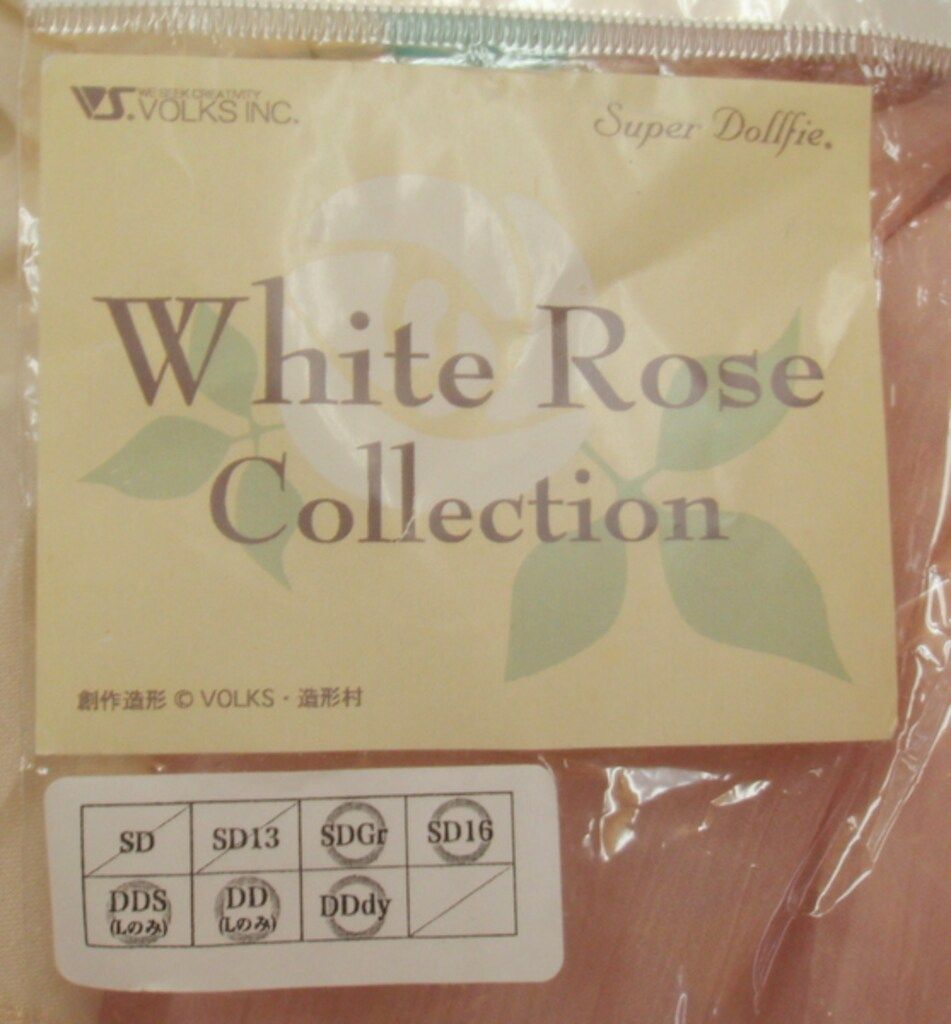 VS. WE SEEK CREATIVITY
VOLKS INC.
Super Dollfie.
White Rose
Collection
創作造形 © VOLKS・造形村
SD SD13 SDGr SD16
DDS DD DDdy
(Lのみ) (Lのみ)